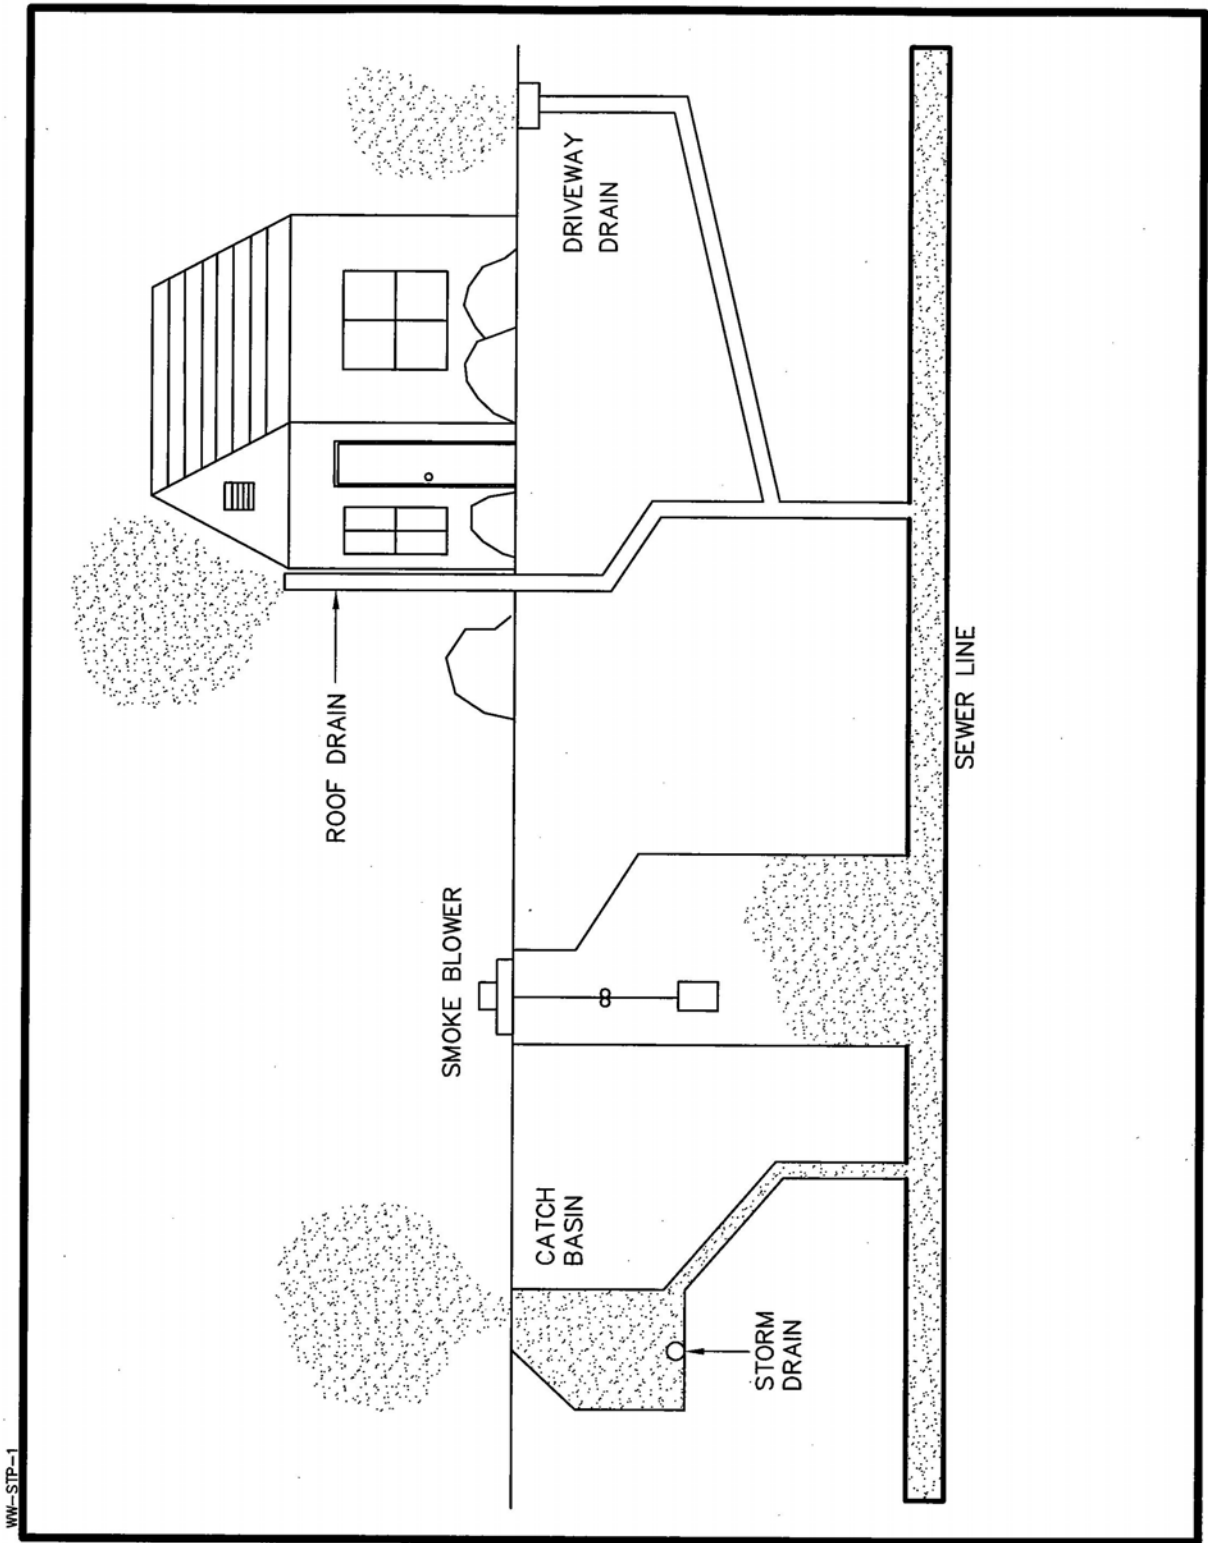 WW-STP-1
ROOF DRAIN
SMOKE BLOWER
DRIVEWAY
DRAIN
CATCH
BASIN
STORM
DRAIN
SEWER LINE